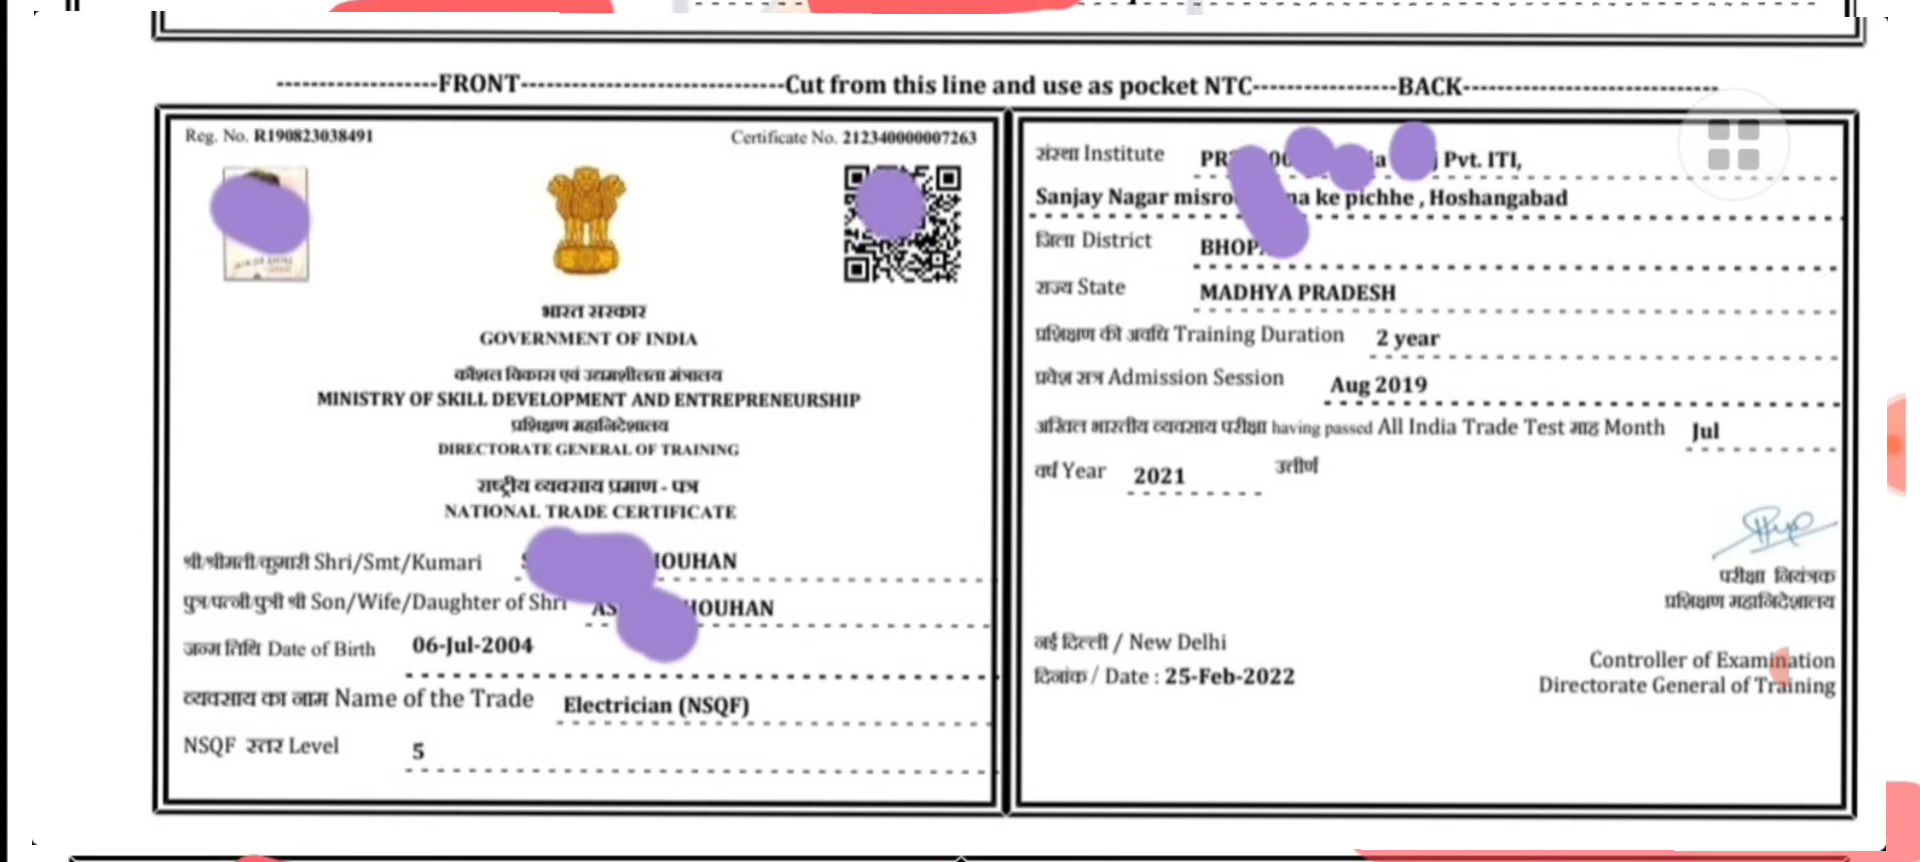 ------------------FRONT-----------------------------Cut from this line and use as pocket NTC----------------BACK----------------------------
Reg. No. R190823038491
Certificate No. 212340000007263
भारत सरकार
GOVERNMENT OF INDIA
कौशल विकास एवं उद्यमशीलता मंत्रालय
MINISTRY OF SKILL DEVELOPMENT AND ENTREPRENEURSHIP
प्रशिक्षण महानिदेशालय
DIRECTORATE GENERAL OF TRAINING
राष्ट्रीय व्यवसाय प्रमाण - पत्र
NATIONAL TRADE CERTIFICATE
श्री/श्रीमती/कुमारी Shri/Smt/Kumari
पुत्र/पत्नी/पुत्री श्री Son/Wife/Daughter of Shri
जन्म तिथि Date of Birth 06-Jul-2004
व्यवसाय का नाम Name of the Trade Electrician (NSQF)
NSQF स्तर Level 5
संस्था Institute Pvt. ITI,
Sanjay Nagar ke pichhe , Hoshangabad
जिला District
राज्य State MADHYA PRADESH
प्रशिक्षण की अवधि Training Duration 2 year
प्रवेश सत्र Admission Session Aug 2019
अखिल भारतीय व्यवसाय परीक्षा having passed All India Trade Test माह Month Jul
वर्ष Year 2021 उत्तीर्ण
परीक्षा नियंत्रक
प्रशिक्षण महानिदेशालय
नई दिल्ली / New Delhi
दिनांक / Date : 25-Feb-2022
Controller of Examination
Directorate General of Training